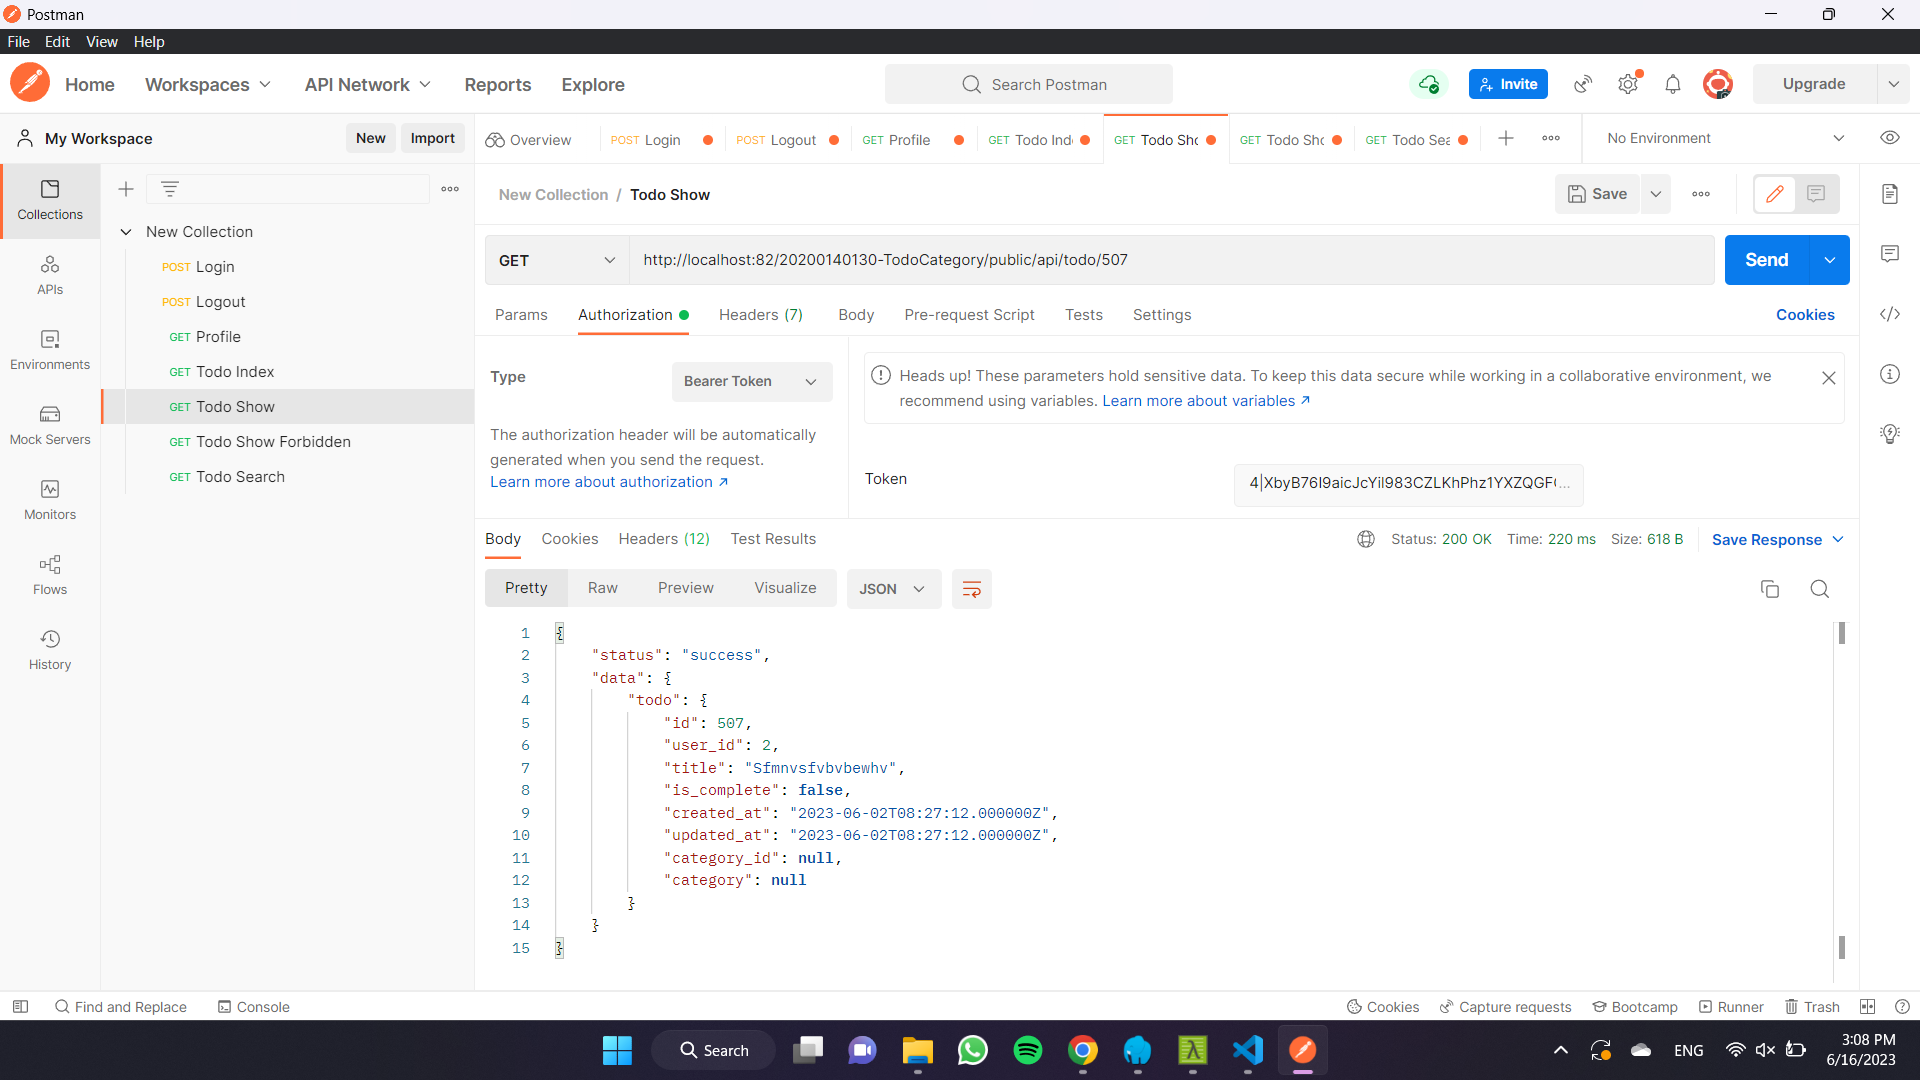 Postman
File Edit View Help
Home Workspaces API Network Reports Explore Search Postman Invite Upgrade
My Workspace New Import
Overview POST Login POST Logout GET Profile GET Todo Ind GET Todo Sho GET Todo Sho GET Todo Sea No Environment
Collections
APIs
Environments
Mock Servers
Monitors
Flows
History
New Collection
POST Login
POST Logout
GET Profile
GET Todo Index
GET Todo Show
GET Todo Show Forbidden
GET Todo Search
New Collection / Todo Show Save
GET http://localhost:82/20200140130-TodoCategory/public/api/todo/507 Send
Params Authorization Headers (7) Body Pre-request Script Tests Settings Cookies
Type Bearer Token
The authorization header will be automatically
generated when you send the request.
Learn more about authorization ↗
Heads up! These parameters hold sensitive data. To keep this data secure while working in a collaborative environment, we
recommend using variables. Learn more about variables ↗
Token
Body Cookies Headers (12) Test Results Status: 200 OK Time: 220 ms Size: 618 B Save Response
Pretty Raw Preview Visualize JSON
1 {
2 "status": "success",
3 "data": {
4 "todo": {
5 "id": 507,
6 "user_id": 2,
7 "title": "Sfmnvsfvbvbewhv",
8 "is_complete": false,
9 "created_at": "2023-06-02T08:27:12.000000Z",
10 "updated_at": "2023-06-02T08:27:12.000000Z",
11 "category_id": null,
12 "category": null
13 }
14 }
15 }
Find and Replace Console Cookies Capture requests Bootcamp Runner Trash
Search ENG 3:08 PM
6/16/2023